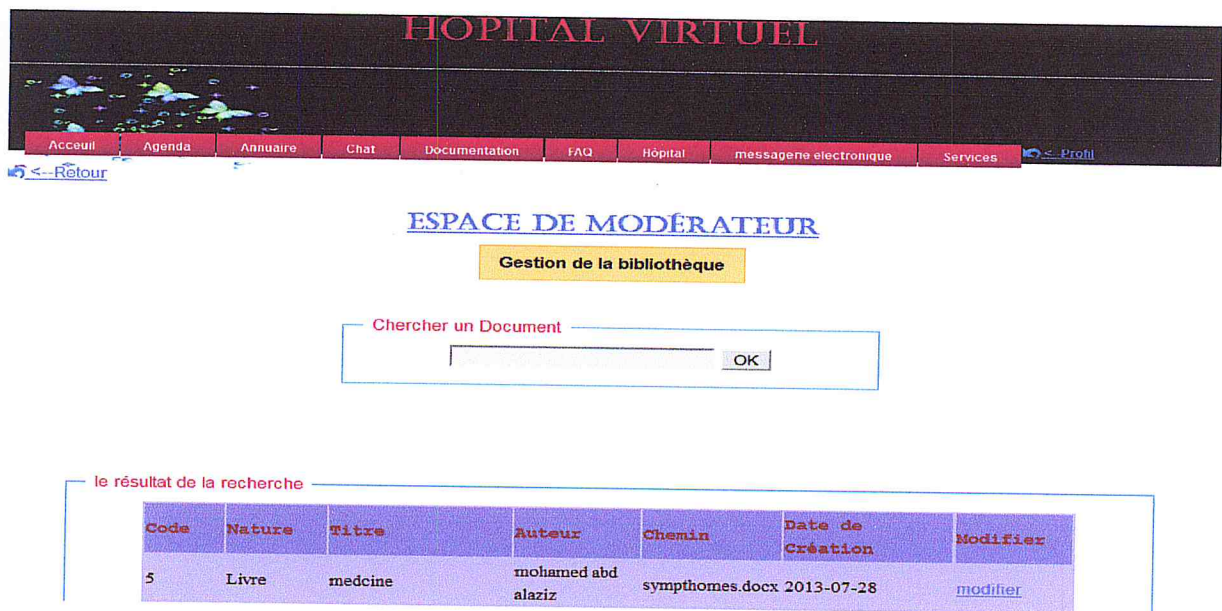 HOPITAL VIRTUEL
Acceuil Agenda Annuaire Chat Documentation FAQ Hôpital messagerie electronique Services <--Profil
<--Retour
ESPACE DE MODÉRATEUR
Gestion de la bibliothèque
Chercher un Document
OK
le résultat de la recherche
Code Nature Titre Auteur Chemin Date de Création Modifier
5 Livre medcine mohamed abd alaziz sympthomes.docx 2013-07-28 modifier